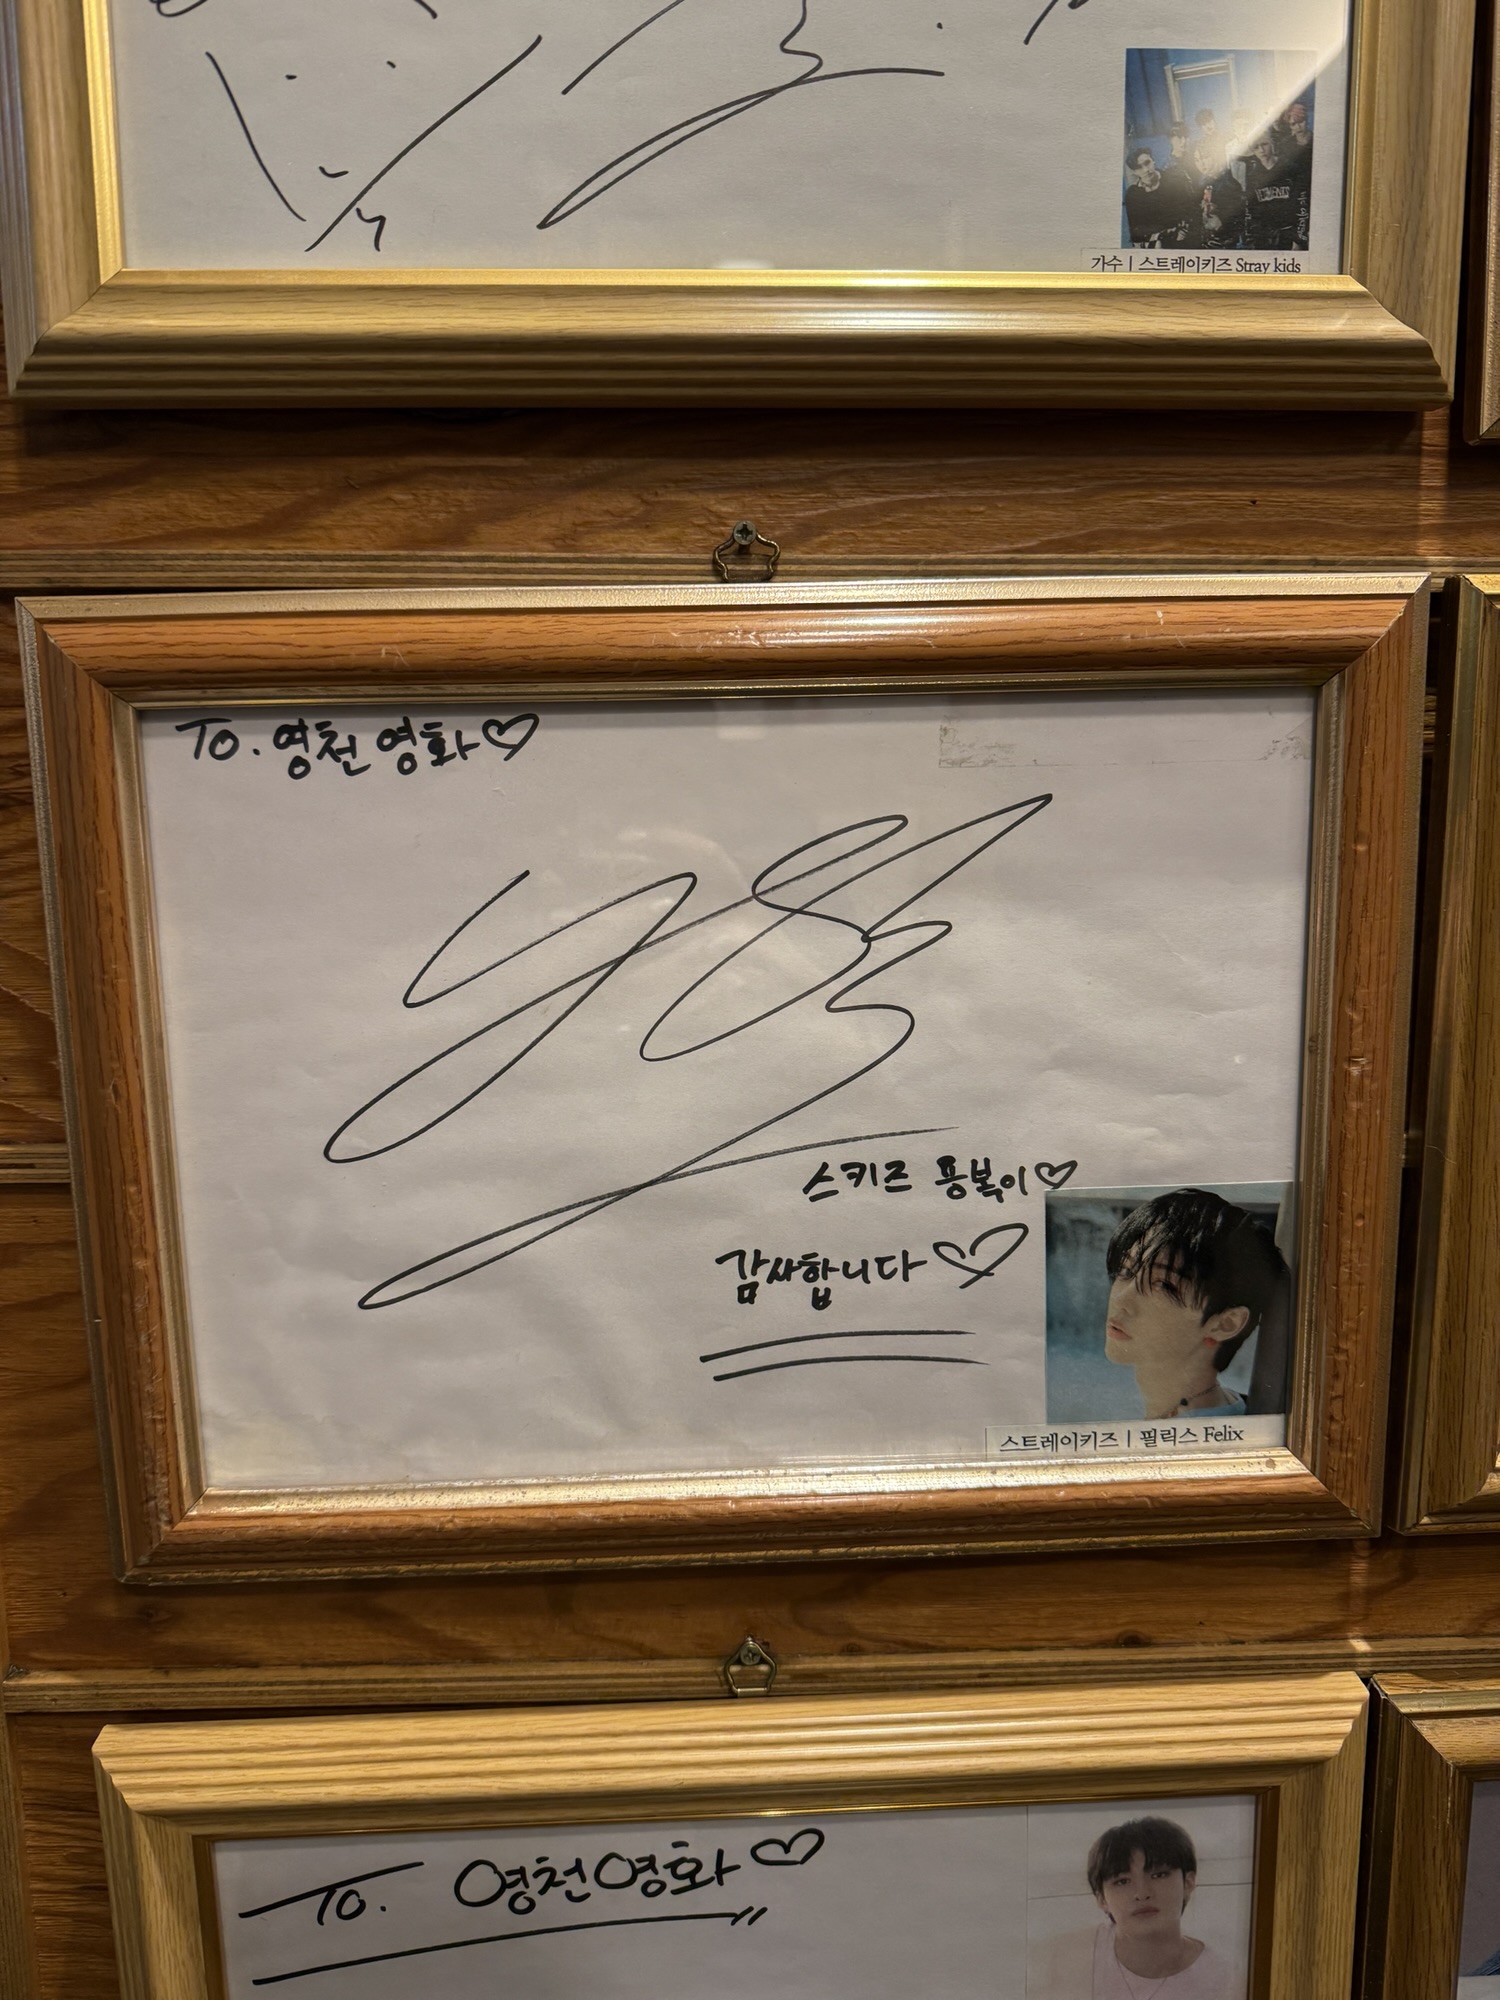 가수 | 스트레이키즈 Stray kids
To. 영천영화♡
스키즈 용복이♡
감사합니다♡
스트레이키즈 | 필릭스 Felix
To. 영천영화♡